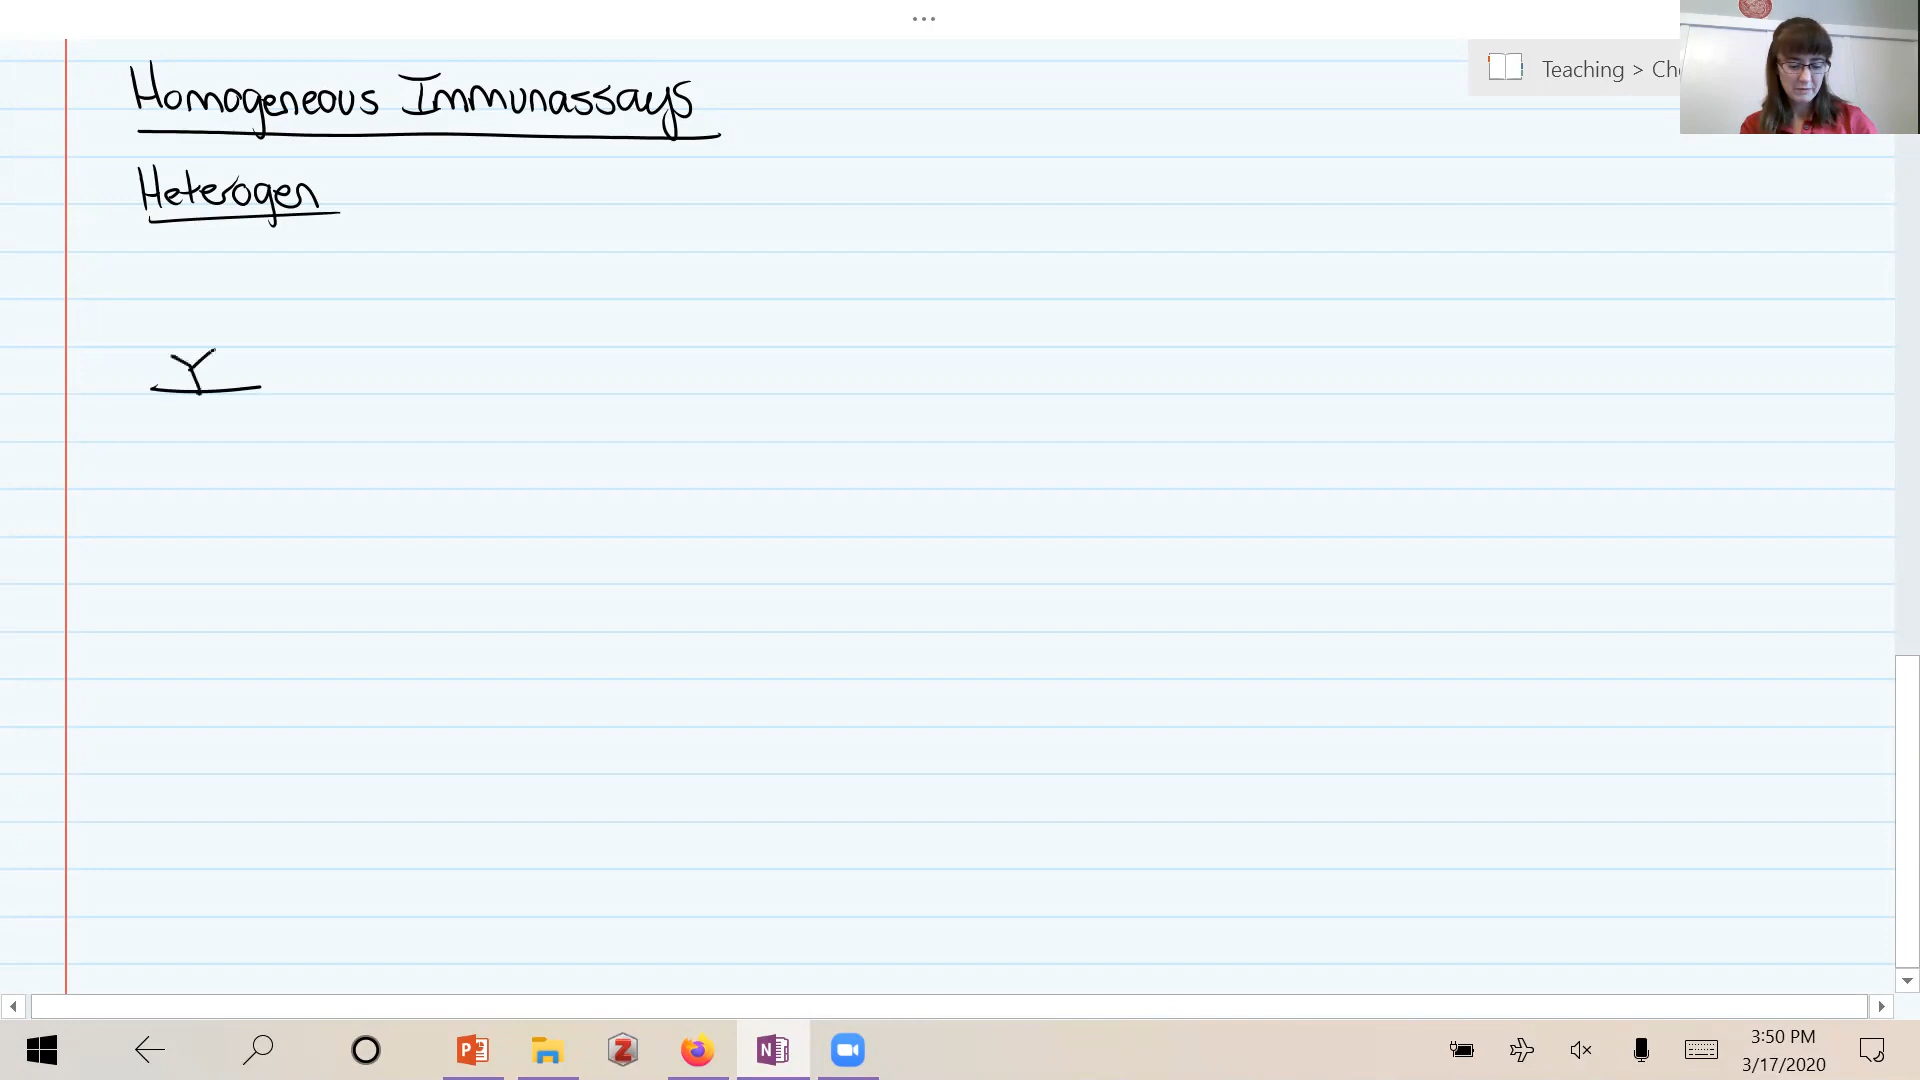 Homogeneous Immunassays
Teaching > Ch
Heterogen
Y
3:50 PM
3/17/2020